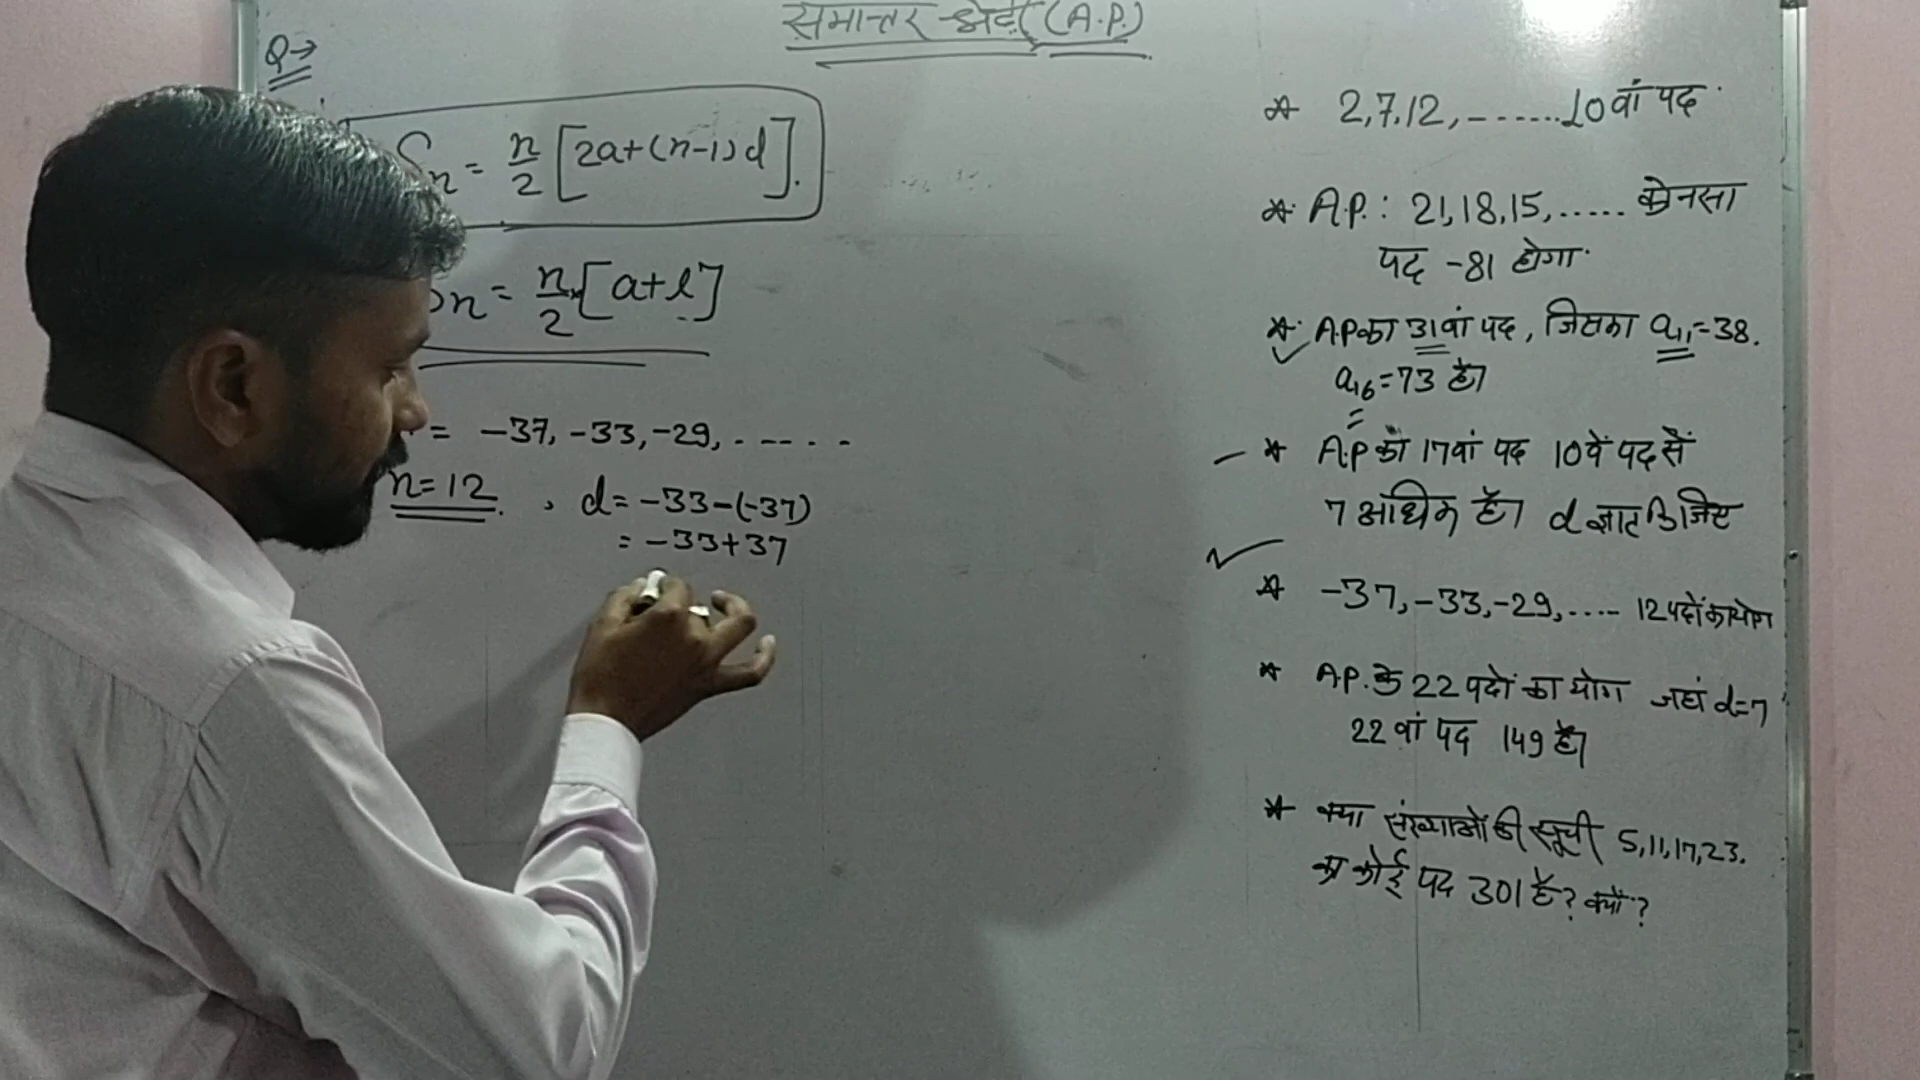 समान्तर श्रेढ़ी (A.P.)
Q→
Sn = n/2 [2a+(n-1)d].
Sn = n/2 [a+l]
= -37, -33, -29, . - - - -
n=12. , d= -33-(-37)
= -33+37
* 2,7,12, ........10वां पद
* A.P.: 21,18,15,...... कौनसा
पद -81 होगा
* A.P का 31वां पद, जिसका a₁₁=38.
a₁₆=73 है।
* A.P का 17वां पद 10वें पद से
7 अधिक है। d ज्ञात किजिए
* -37,-33,-29,..... 12 पदों का योग
* A.P. के 22 पदों का योग जहां d=7
22 वां पद 149 है।
* क्या संख्याओं की सूची 5,11,17,23.
का कोई पद 301 है? क्यों?